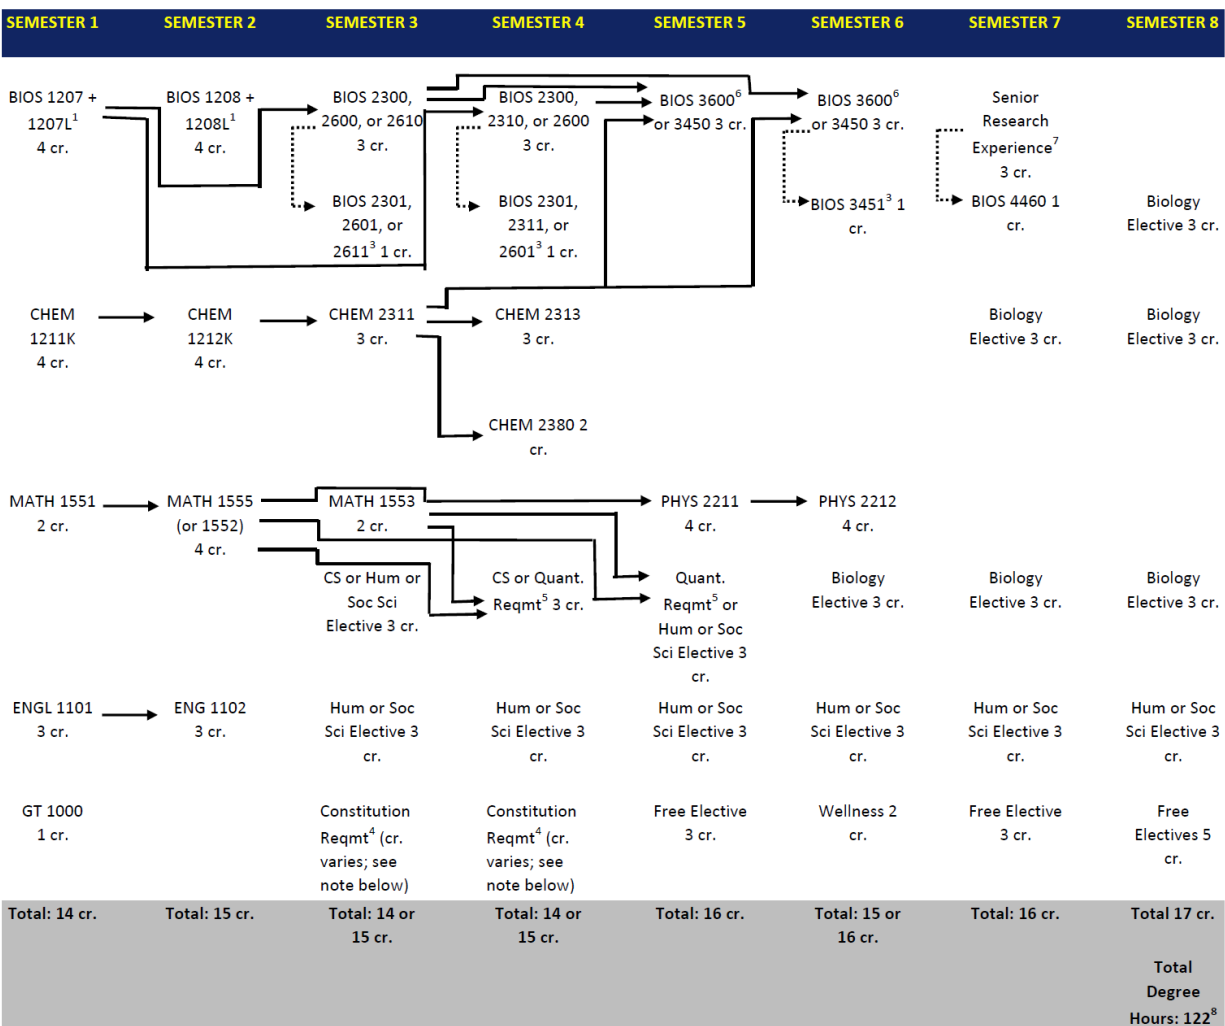 SEMESTER 1
SEMESTER 2
SEMESTER 3
SEMESTER 4
SEMESTER 5
SEMESTER 6
SEMESTER 7
SEMESTER 8
BIOS 1207 +
1207L1
4 cr.
BIOS 1208 +
1208L1
4 cr.
BIOS 2300,
2600, or 2610
3 cr.
BIOS 2300,
2310, or 2600
3 cr.
BIOS 36006
or 3450 3 cr.
BIOS 36006
or 3450 3 cr.
Senior
Research
Experience7
3 cr.
BIOS 2301,
2601, or
26113 1 cr.
BIOS 2301,
2311, or
26013 1 cr.
BIOS 34513 1
cr.
BIOS 4460 1
cr.
Biology
Elective 3 cr.
CHEM
1211K
4 cr.
CHEM
1212K
4 cr.
CHEM 2311
3 cr.
CHEM 2313
3 cr.
Biology
Elective 3 cr.
Biology
Elective 3 cr.
CHEM 2380 2
cr.
MATH 1551
2 cr.
MATH 1555
(or 1552)
4 cr.
MATH 1553
2 cr.
PHYS 2211
4 cr.
PHYS 2212
4 cr.
CS or Hum or
Soc Sci
Elective 3 cr.
CS or Quant.
Reqmt5 3 cr.
Quant.
Reqmt5 or
Hum or Soc
Sci Elective 3
cr.
Biology
Elective 3 cr.
Biology
Elective 3 cr.
Biology
Elective 3 cr.
ENGL 1101
3 cr.
ENG 1102
3 cr.
Hum or Soc
Sci Elective 3
cr.
Hum or Soc
Sci Elective 3
cr.
Hum or Soc
Sci Elective 3
cr.
Hum or Soc
Sci Elective 3
cr.
Hum or Soc
Sci Elective 3
cr.
Hum or Soc
Sci Elective 3
cr.
GT 1000
1 cr.
Constitution
Reqmt4 (cr.
varies; see
note below)
Constitution
Reqmt4 (cr.
varies; see
note below)
Free Elective
3 cr.
Wellness 2
cr.
Free Elective
3 cr.
Free
Electives 5
cr.
Total: 14 cr.
Total: 15 cr.
Total: 14 or
15 cr.
Total: 14 or
15 cr.
Total: 16 cr.
Total: 15 or
16 cr.
Total: 16 cr.
Total 17 cr.
Total
Degree
Hours: 1228